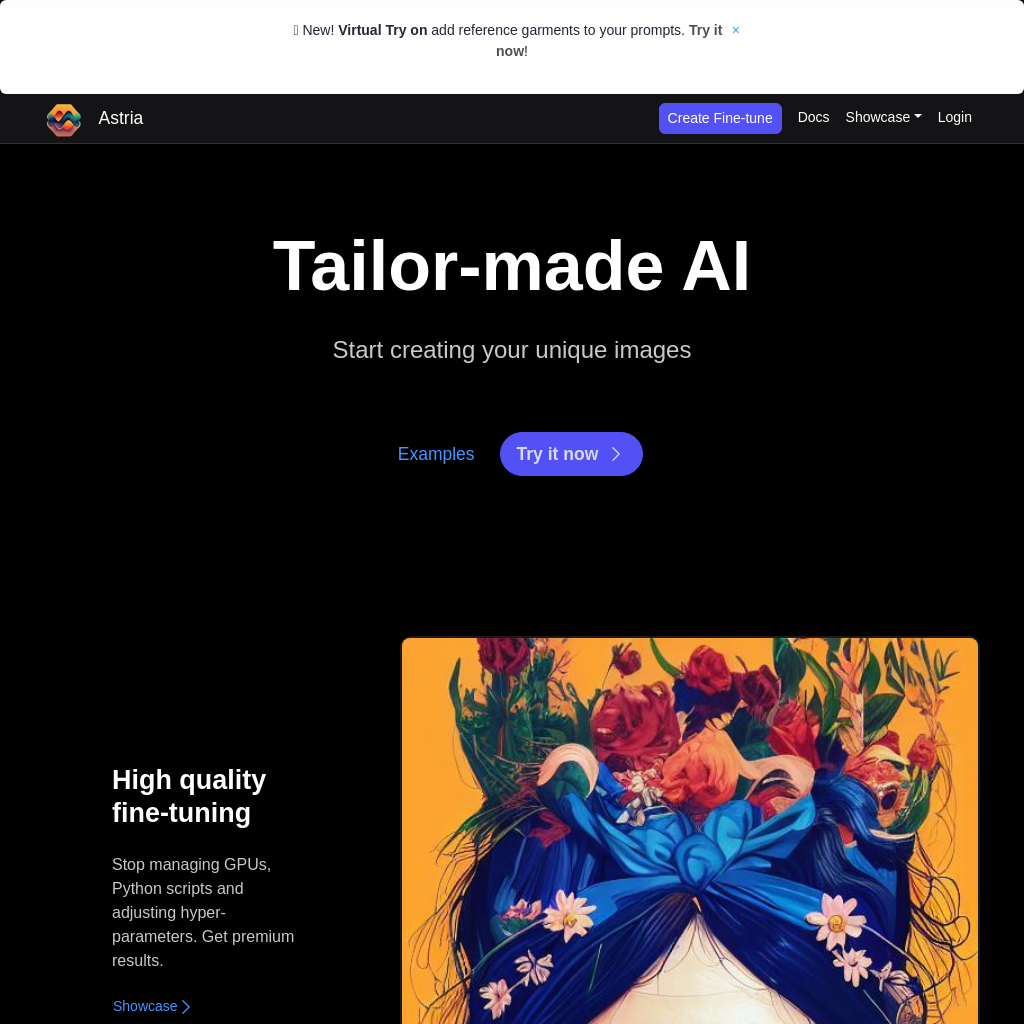 New! Virtual Try on add reference garments to your prompts. Try it ×
now!
Astria
Create Fine-tune Docs Showcase Login
Tailor-made AI
Start creating your unique images
Examples Try it now
High quality
fine-tuning
Stop managing GPUs,
Python scripts and
adjusting hyper-
parameters. Get premium
results.
Showcase